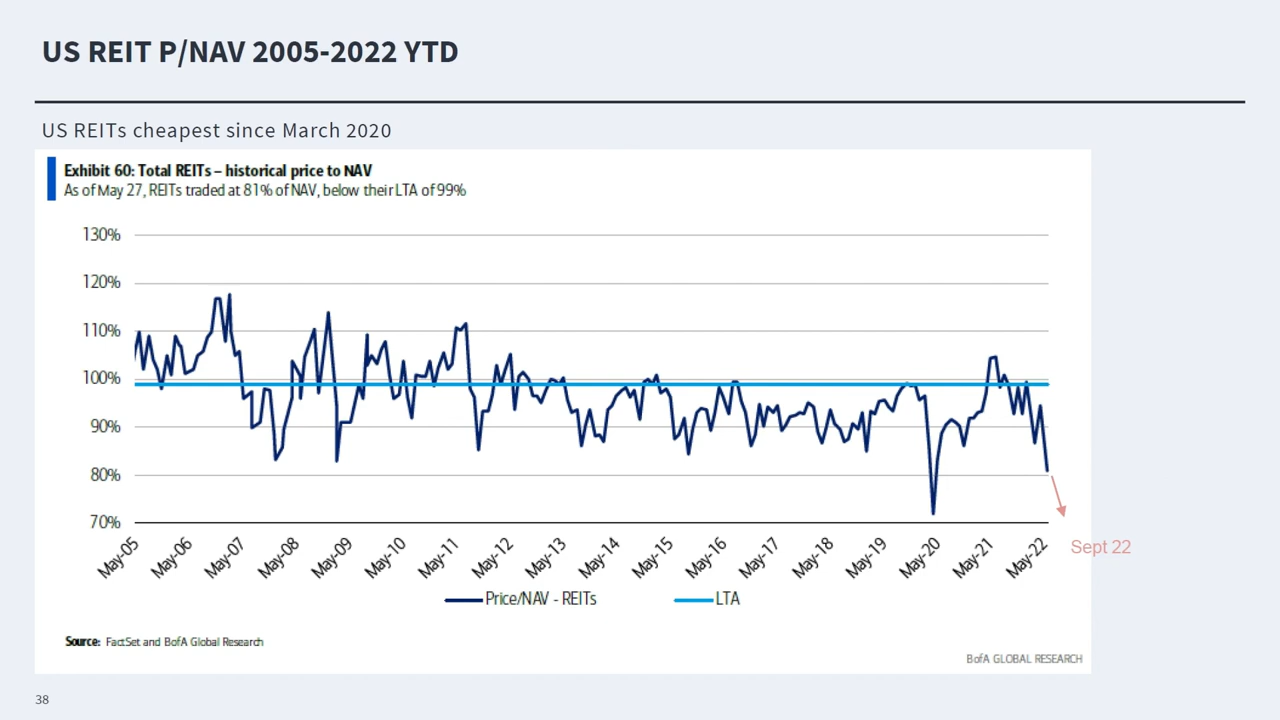 US REIT P/NAV 2005-2022 YTD
US REITs cheapest since March 2020
Exhibit 60: Total REITs – historical price to NAV
As of May 27, REITs traded at 81% of NAV, below their LTA of 99%
130%
120%
110%
100%
90%
80%
70%
May-05 May-06 May-07 May-08 May-09 May-10 May-11 May-12 May-13 May-14 May-15 May-16 May-17 May-18 May-19 May-20 May-21 May-22
Sept 22
Price/NAV - REITs LTA
Source: FactSet and BofA Global Research
BofA GLOBAL RESEARCH
38